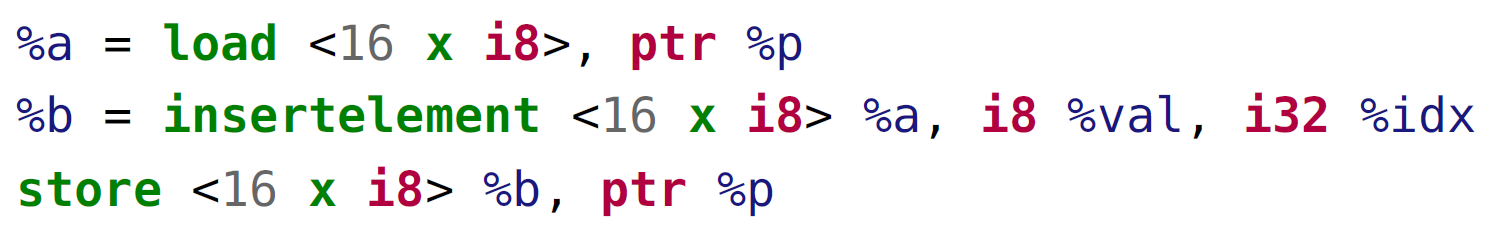 %a = load <16 x i8>, ptr %p
%b = insertelement <16 x i8> %a, i8 %val, i32 %idx
store <16 x i8> %b, ptr %p